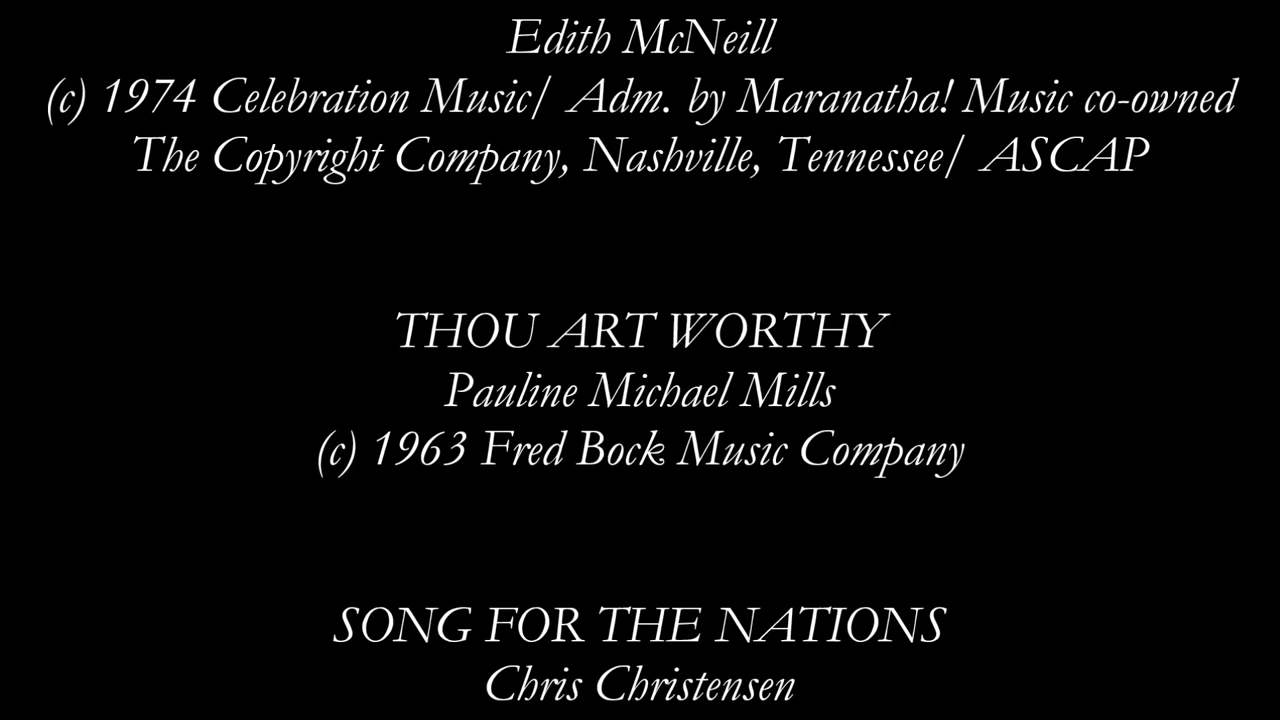 Edith McNeill
(c) 1974 Celebration Music/ Adm. by Maranatha! Music co-owned
The Copyright Company, Nashville, Tennessee/ ASCAP
THOU ART WORTHY
Pauline Michael Mills
(c) 1963 Fred Bock Music Company
SONG FOR THE NATIONS
Chris Christensen